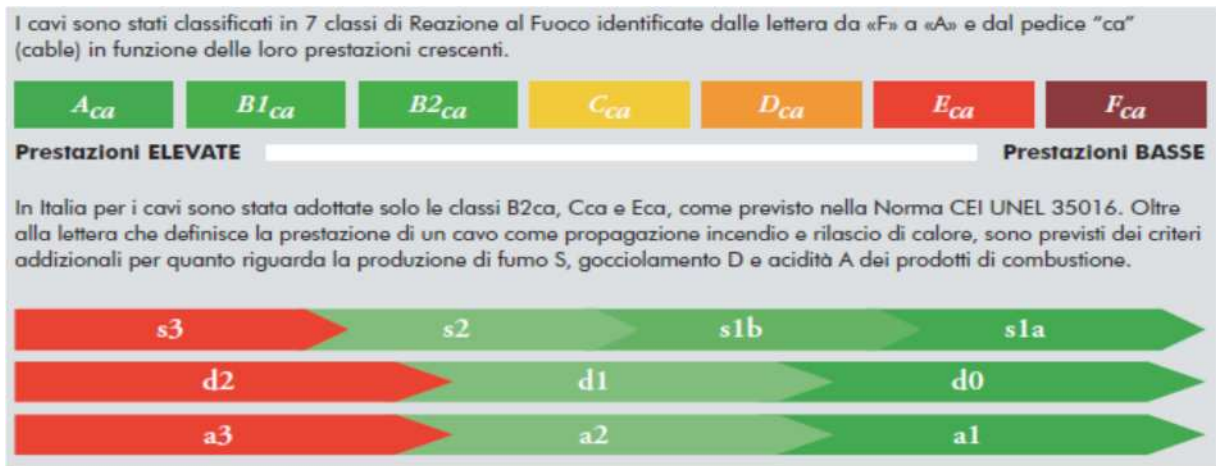 I cavi sono stati classificati in 7 classi di Reazione al Fuoco identificate dalle lettera da «F» a «A» e dal pedice “ca”
(cable) in funzione delle loro prestazioni crescenti.
Aca B1ca B2ca Cca Dca Eca Fca
Prestazioni ELEVATE Prestazioni BASSE
In Italia per i cavi sono stata adottate solo le classi B2ca, Cca e Eca, come previsto nella Norma CEI UNEL 35016. Oltre
alla lettera che definisce la prestazione di un cavo come propagazione incendio e rilascio di calore, sono previsti dei criteri
addizionali per quanto riguarda la produzione di fumo S, gocciolamento D e acidità A dei prodotti di combustione.
s3 s2 s1b s1a
d2 d1 d0
a3 a2 a1